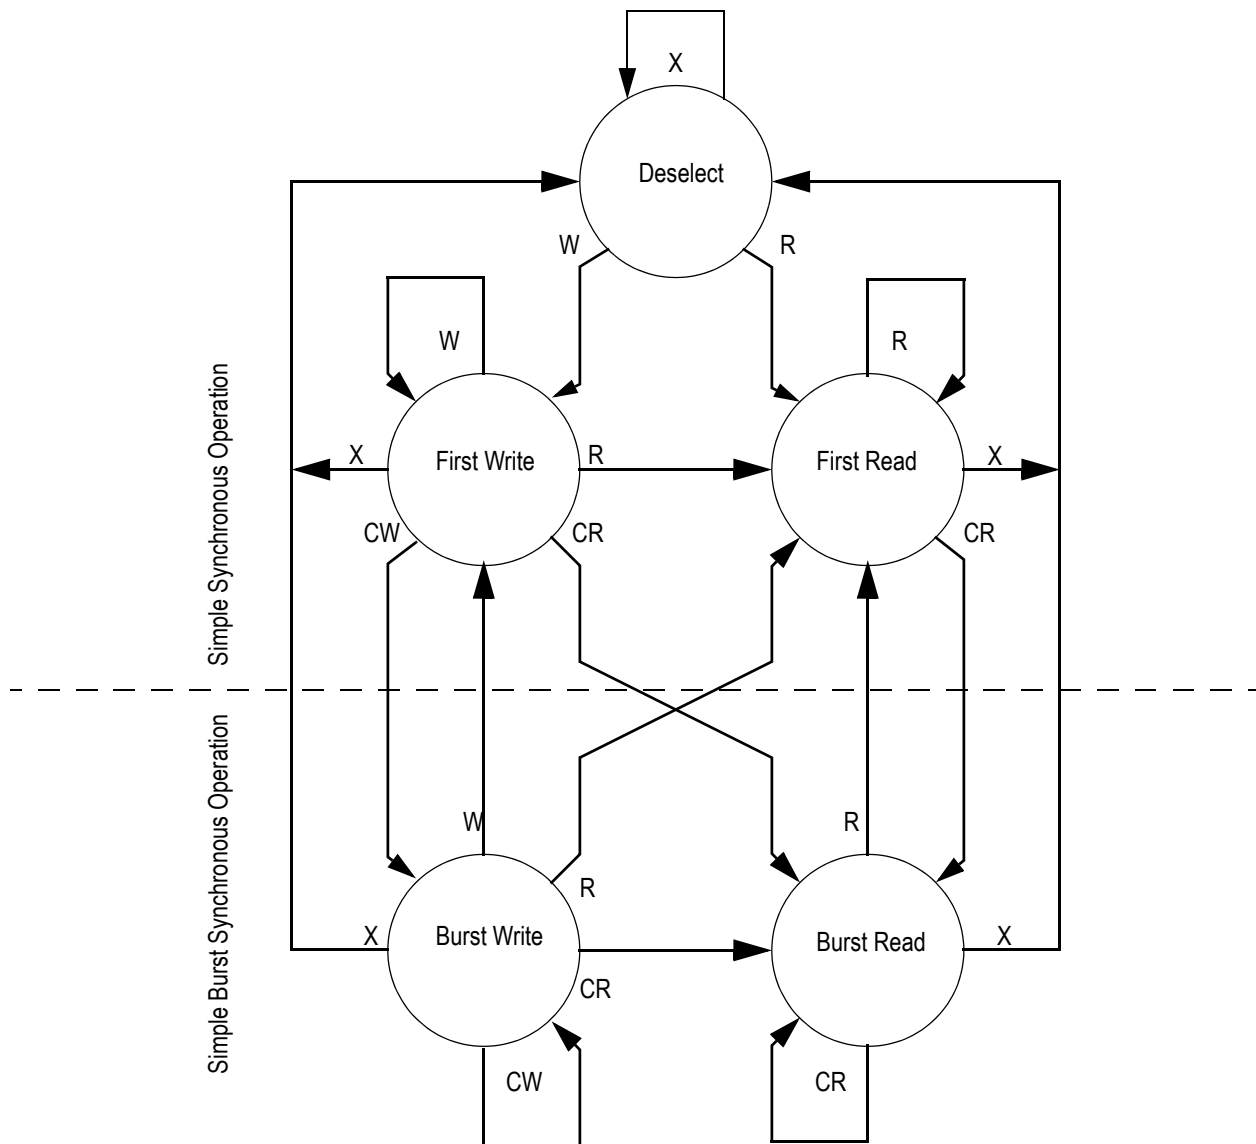 X
Deselect
W
R
W
R
Simple Synchronous Operation
X
First Write
R
First Read
X
CW
CR
CR
Simple Burst Synchronous Operation
W
R
R
X
Burst Write
Burst Read
X
CR
CW
CR